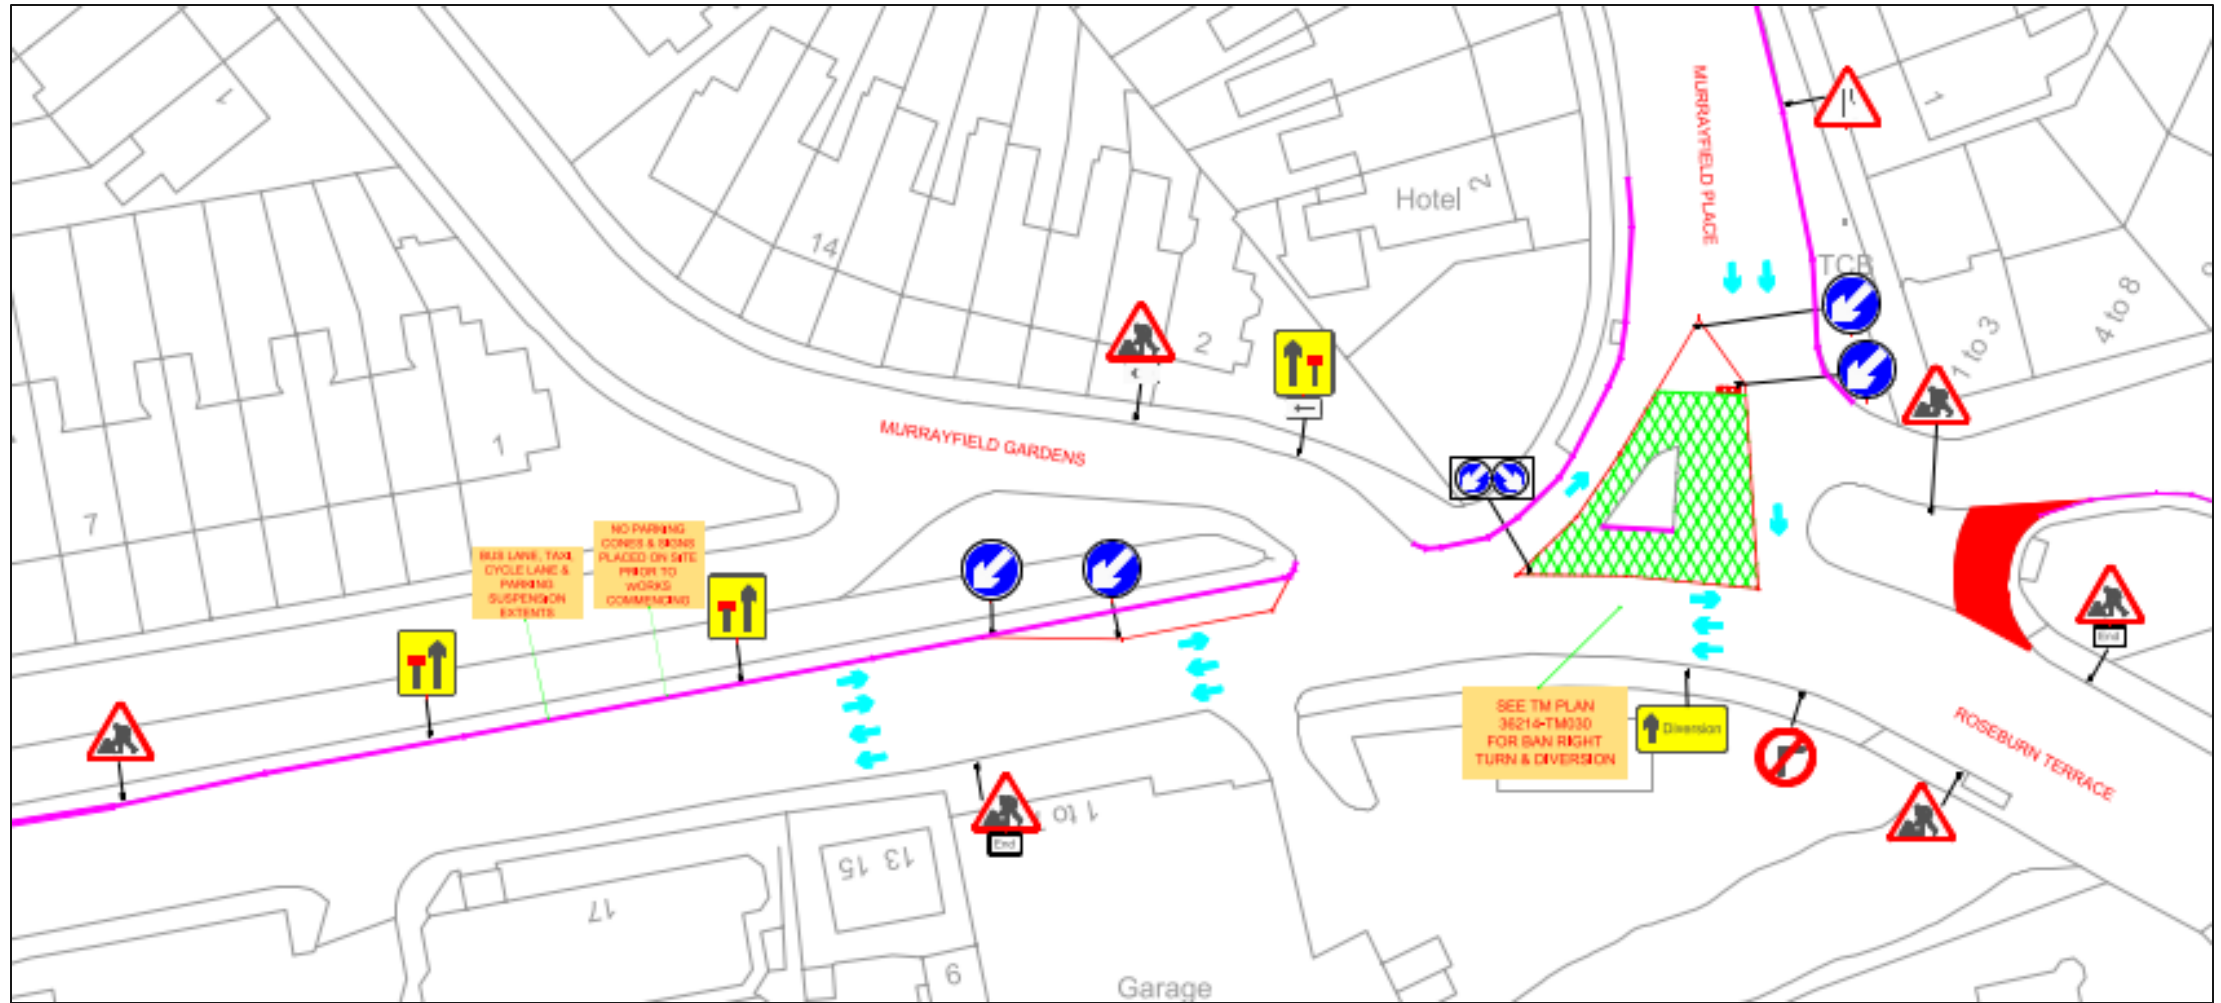 1
MURRAYFIELD PLACE
1
Hotel
2
14
TCB
2
1 to 3
4 to 8
MURRAYFIELD GARDENS
1
7
BUS LANE, TAXI,
CYCLE LANE &
PARKING
SUSPENSION
EXTENTS
NO PARKING
CONES & SIGNS
PLACED ON SITE
PRIOR TO
WORKS
COMMENCING
End
SEE TM PLAN
36214-TM030
FOR BAN RIGHT
TURN & DIVERSION
Diversion
ROSEBURN TERRACE
1 to
End
13 15
17
9
Garage